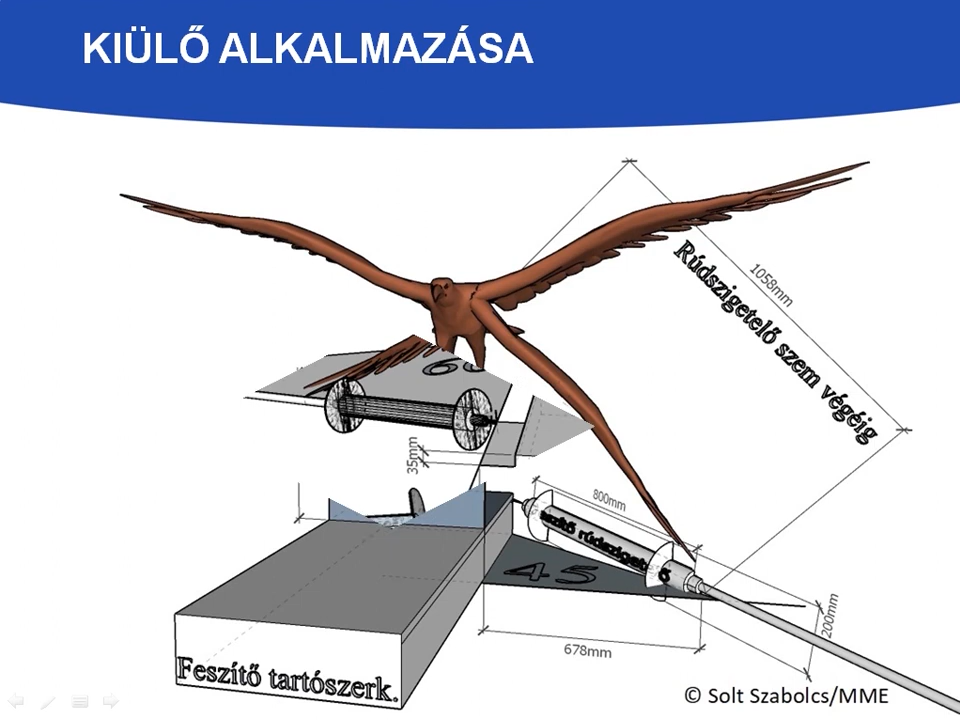 KIÜLŐ ALKALMAZÁSA
1058mm
Rúdszigetelő szem végéig
35mm
800mm
45
200mm
678mm
Feszítő tartószerk.
© Solt Szabolcs/MME